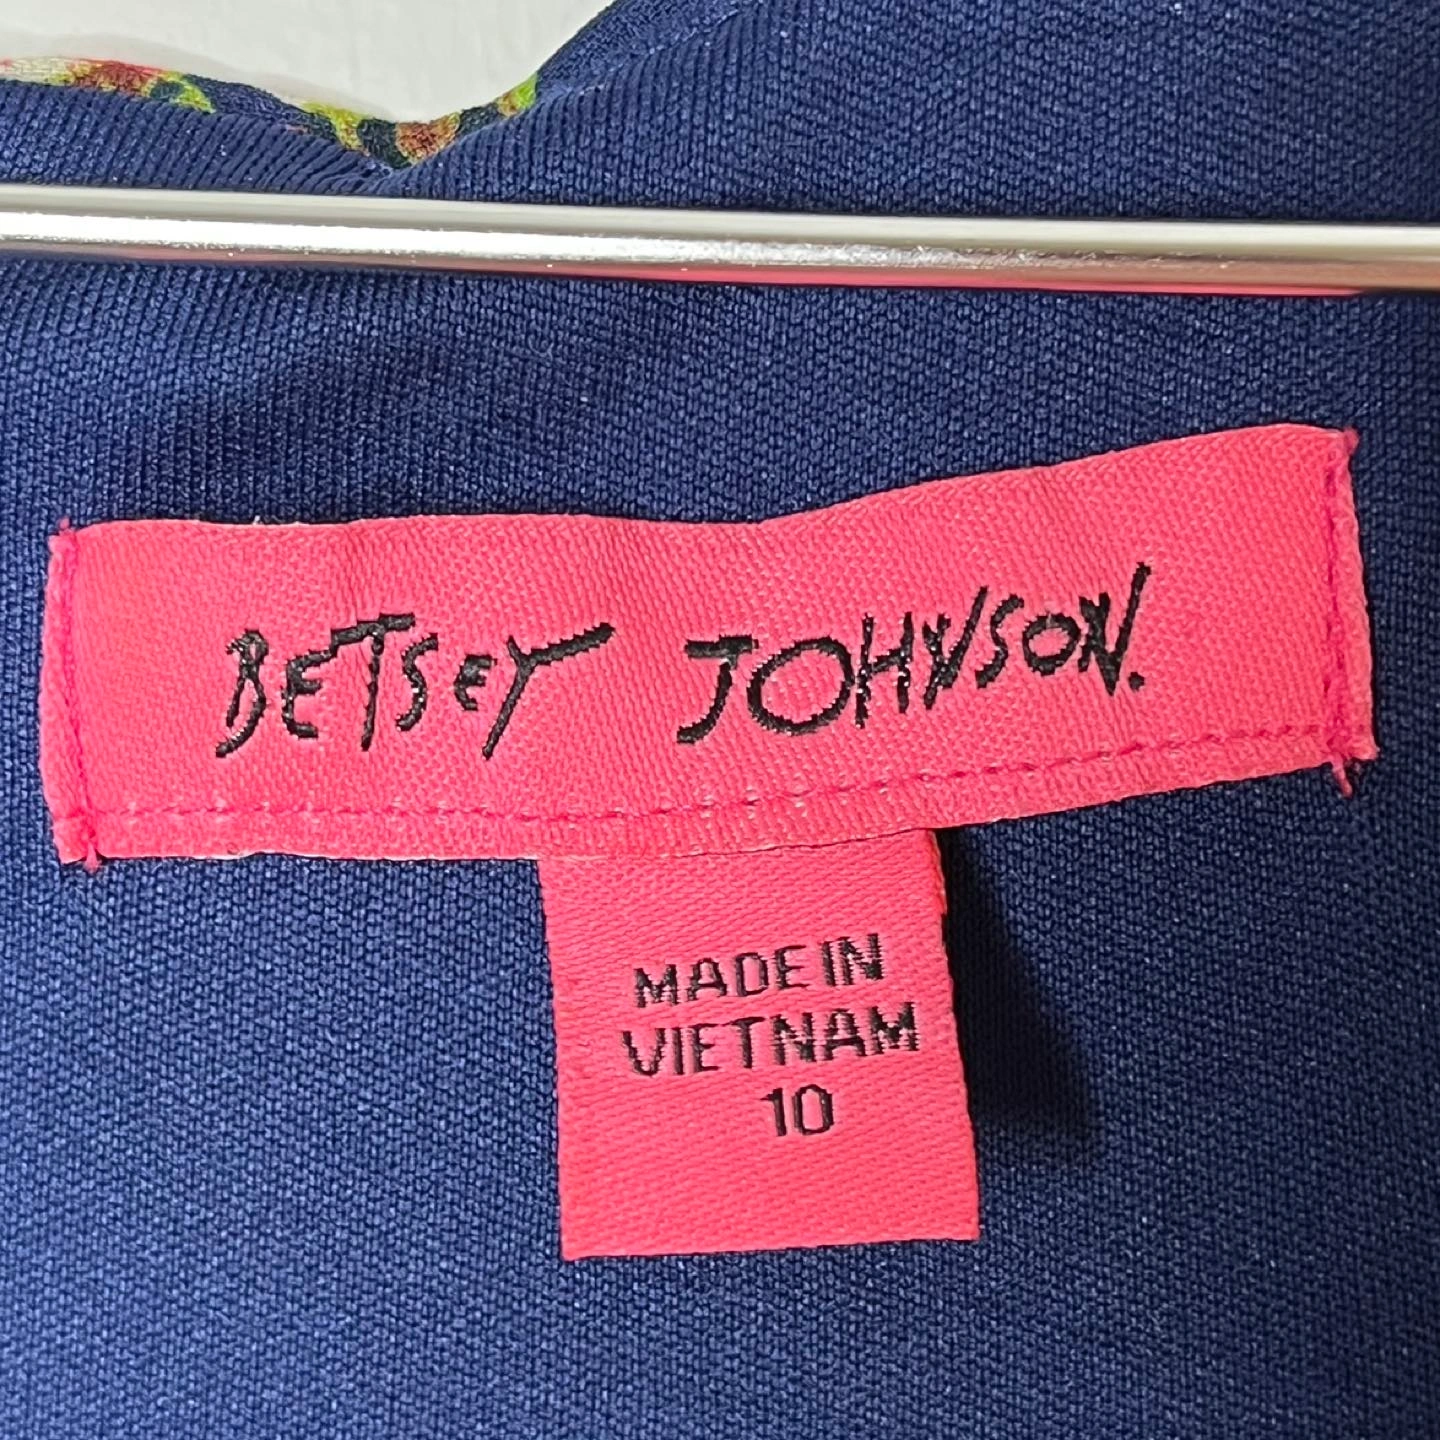 BETSEY JOHNSON.
MADE IN
VIETNAM
10